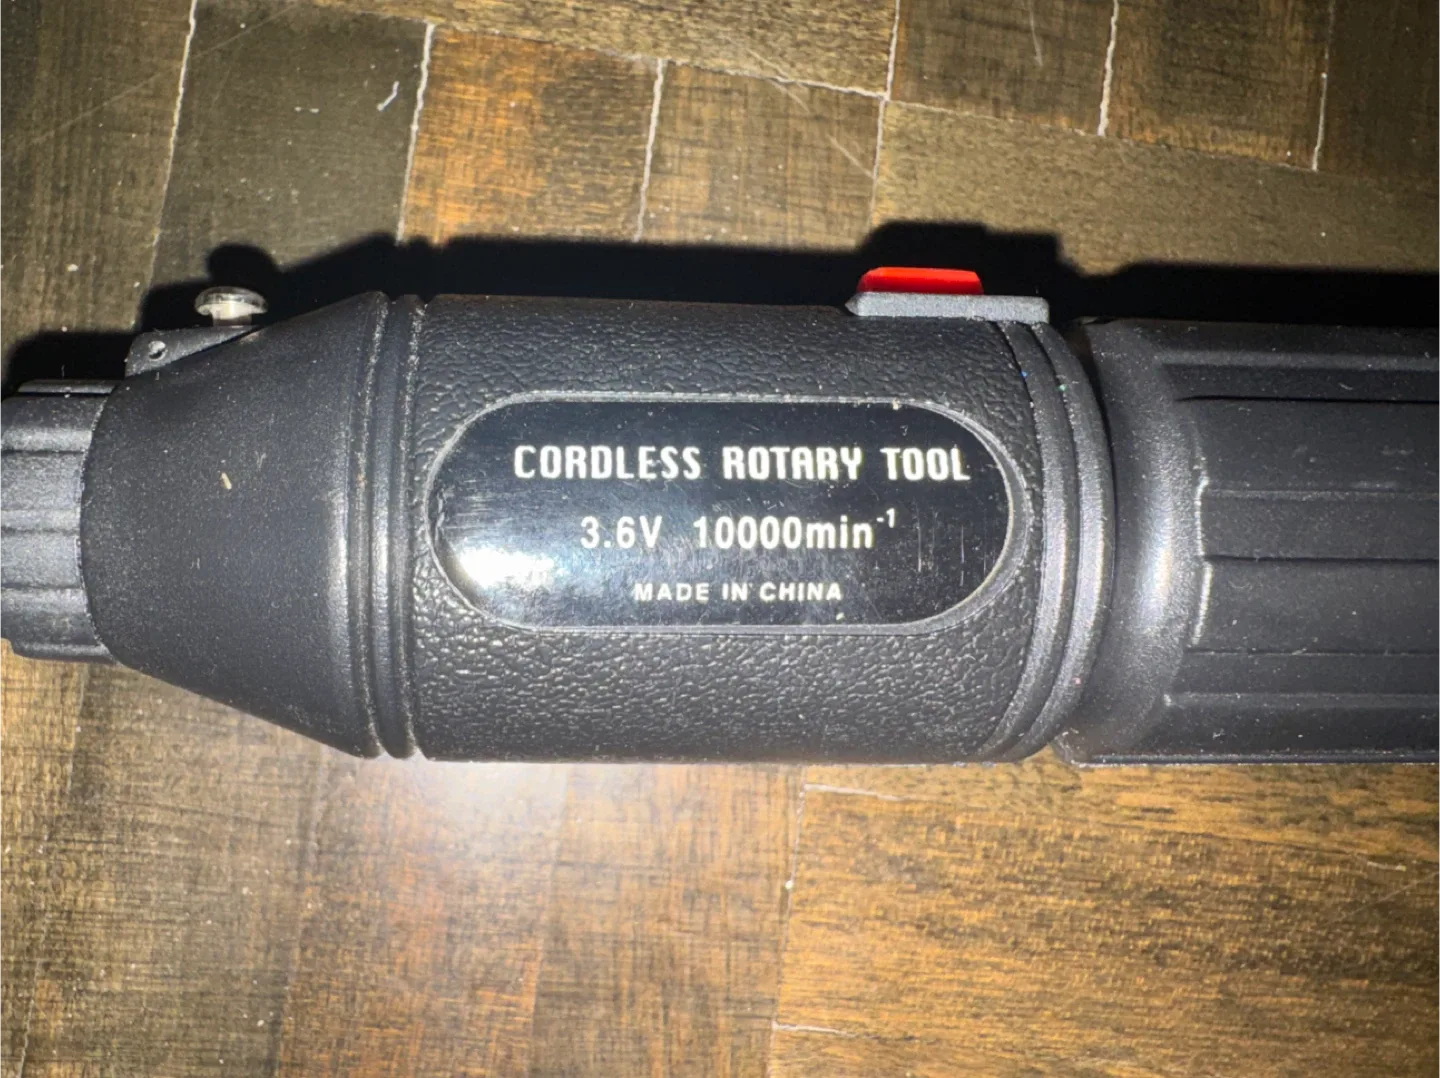 CORDLESS ROTARY TOOL
3.6V 10000min⁻¹
MADE IN CHINA